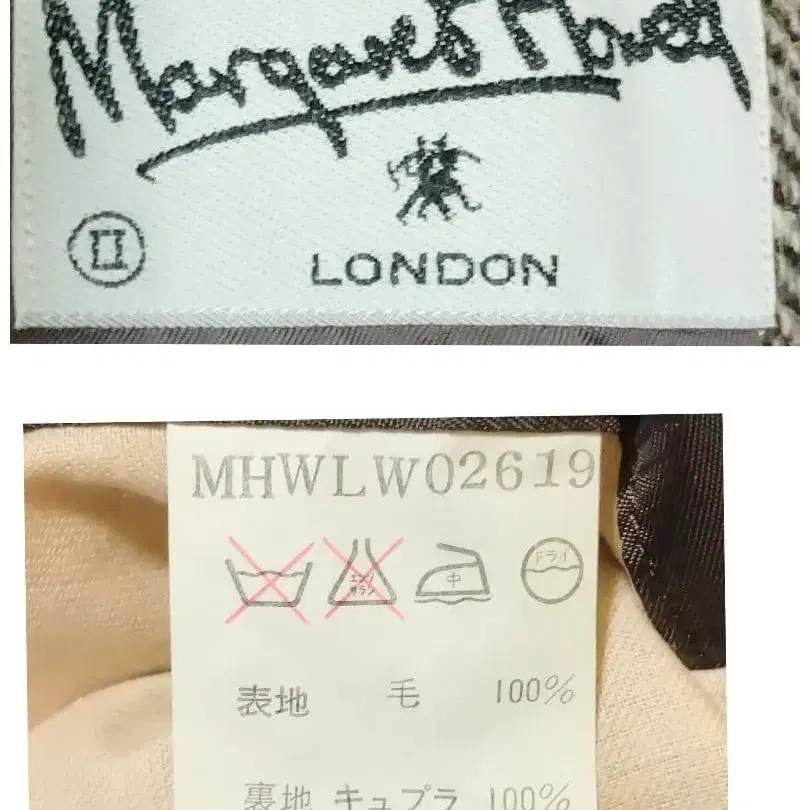 Margaret Howell
II
LONDON
MHWLW02619
エンソ サラシ 中 ドライ
表地 毛 100%
裏地 キュプラ 100%